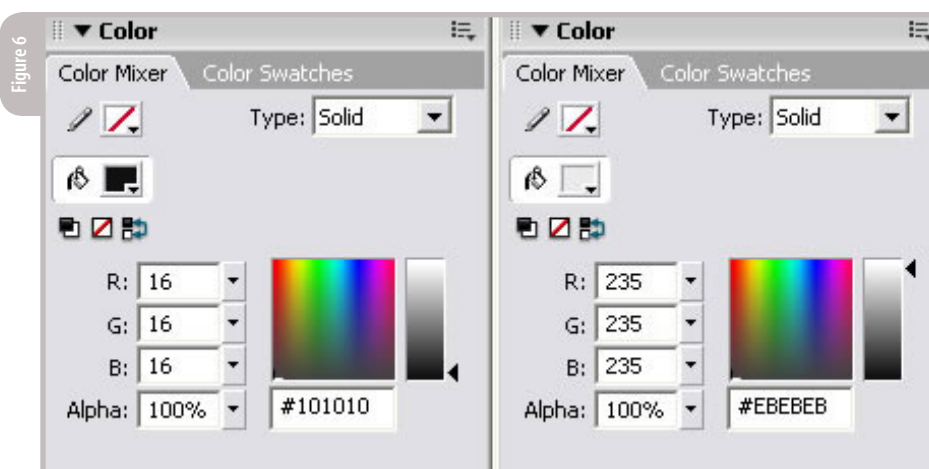 Figure 6
Color
Color Mixer Color Swatches
Type: Solid
R: 16
G: 16
B: 16
Alpha: 100% #101010
Color
Color Mixer Color Swatches
Type: Solid
R: 235
G: 235
B: 235
Alpha: 100% #EBEBEB